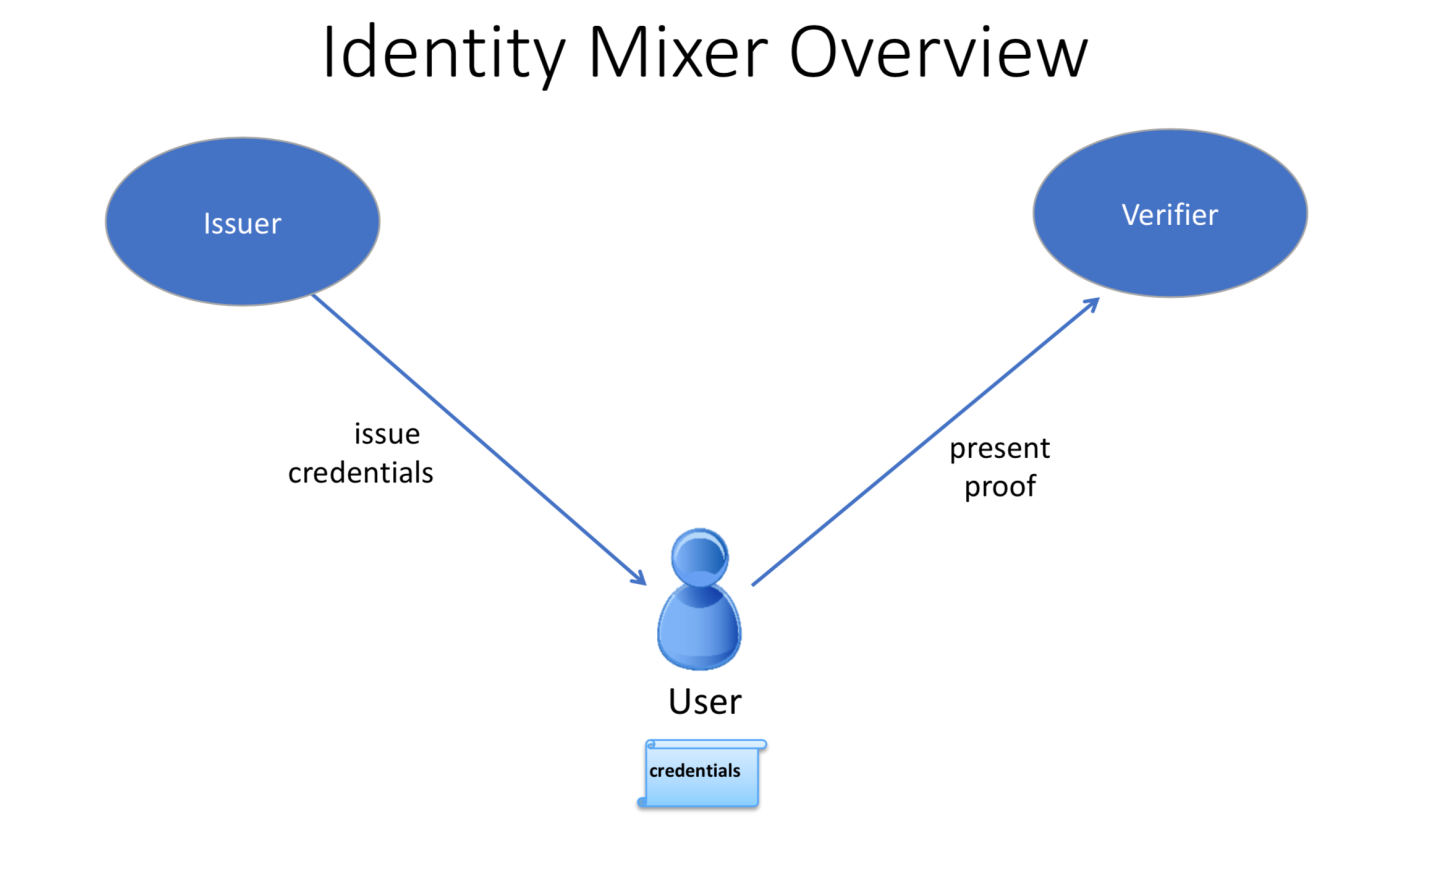 Identity Mixer Overview
Issuer
Verifier
issue
credentials
present
proof
User
credentials